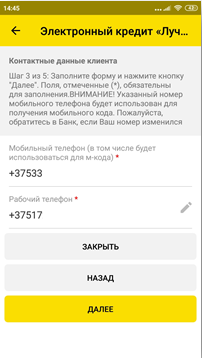 14:45
42
Электронный кредит «Луч...
Контактные данные клиента
Шаг 3 из 5: Заполните форму и нажмите кнопку
"Далее". Поля, отмеченные (*), обязательны
для заполнения.ВНИМАНИЕ! Указанный номер
мобильного телефона будет использован для
получения мобильного кода. Пожалуйста,
обратитесь в Банк, если Ваш номер изменился
Мобильный телефон (в том числе будет
использоваться для м-кода) *
+37533
Рабочий телефон *
+37517
ЗАКРЫТЬ
НАЗАД
ДАЛЕЕ